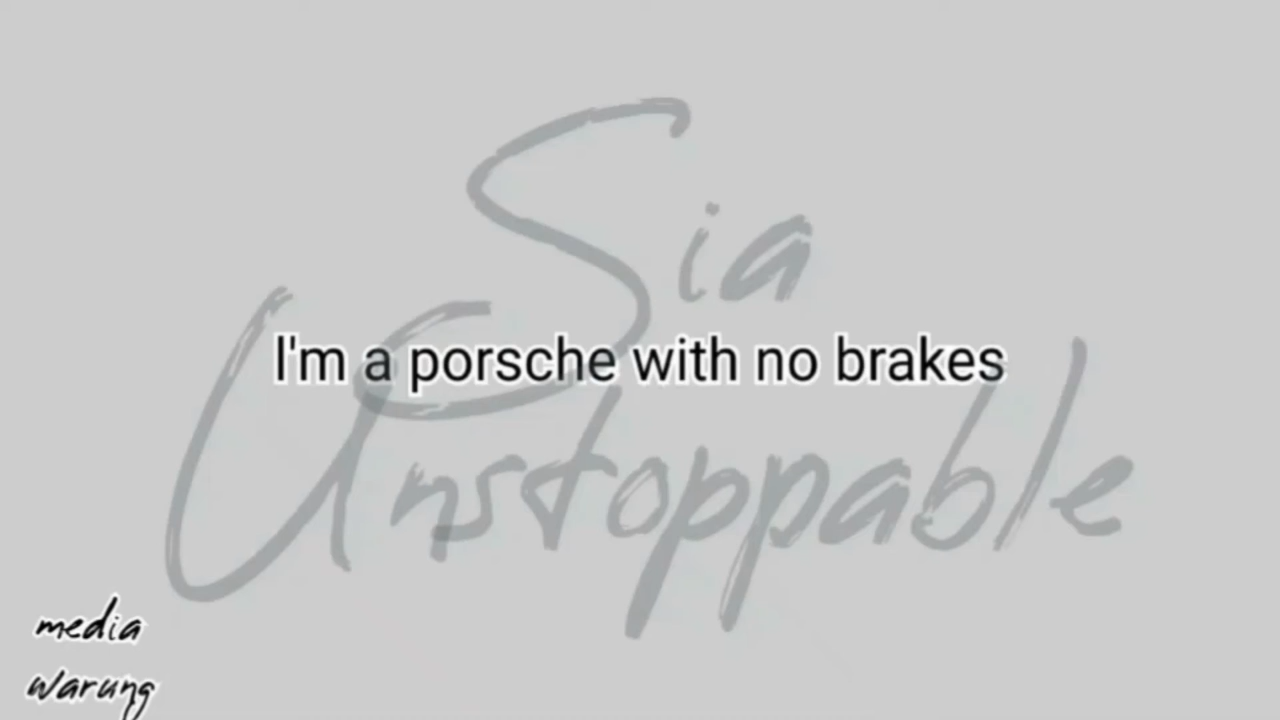 Sia
I'm a porsche with no brakes
Unstoppable
media
warung